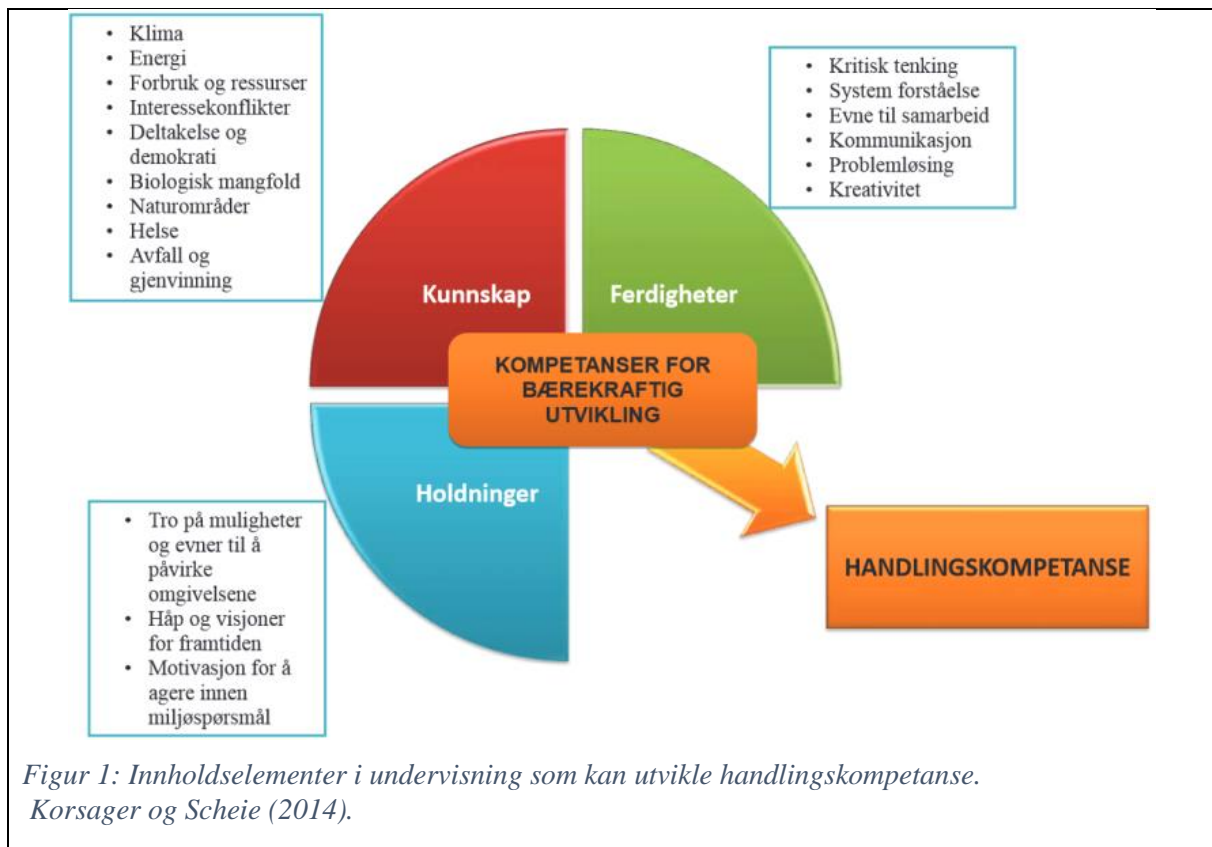 • Klima
• Energi
• Forbruk og ressurser
• Interessekonflikter
• Deltakelse og
demokrati
• Biologisk mangfold
• Naturområder
• Helse
• Avfall og
gjenvinning
• Kritisk tenking
• System forståelse
• Evne til samarbeid
• Kommunikasjon
• Problemløsing
• Kreativitet
Kunnskap
Ferdigheter
KOMPETANSER FOR
BÆREKRAFTIG
UTVIKLING
Holdninger
• Tro på muligheter
og evner til å
påvirke
omgivelsene
• Håp og visjoner
for framtiden
• Motivasjon for å
agere innen
miljøspørsmål
HANDLINGSKOMPETANSE
Figur 1: Innholdselementer i undervisning som kan utvikle handlingskompetanse.
Korsager og Scheie (2014).